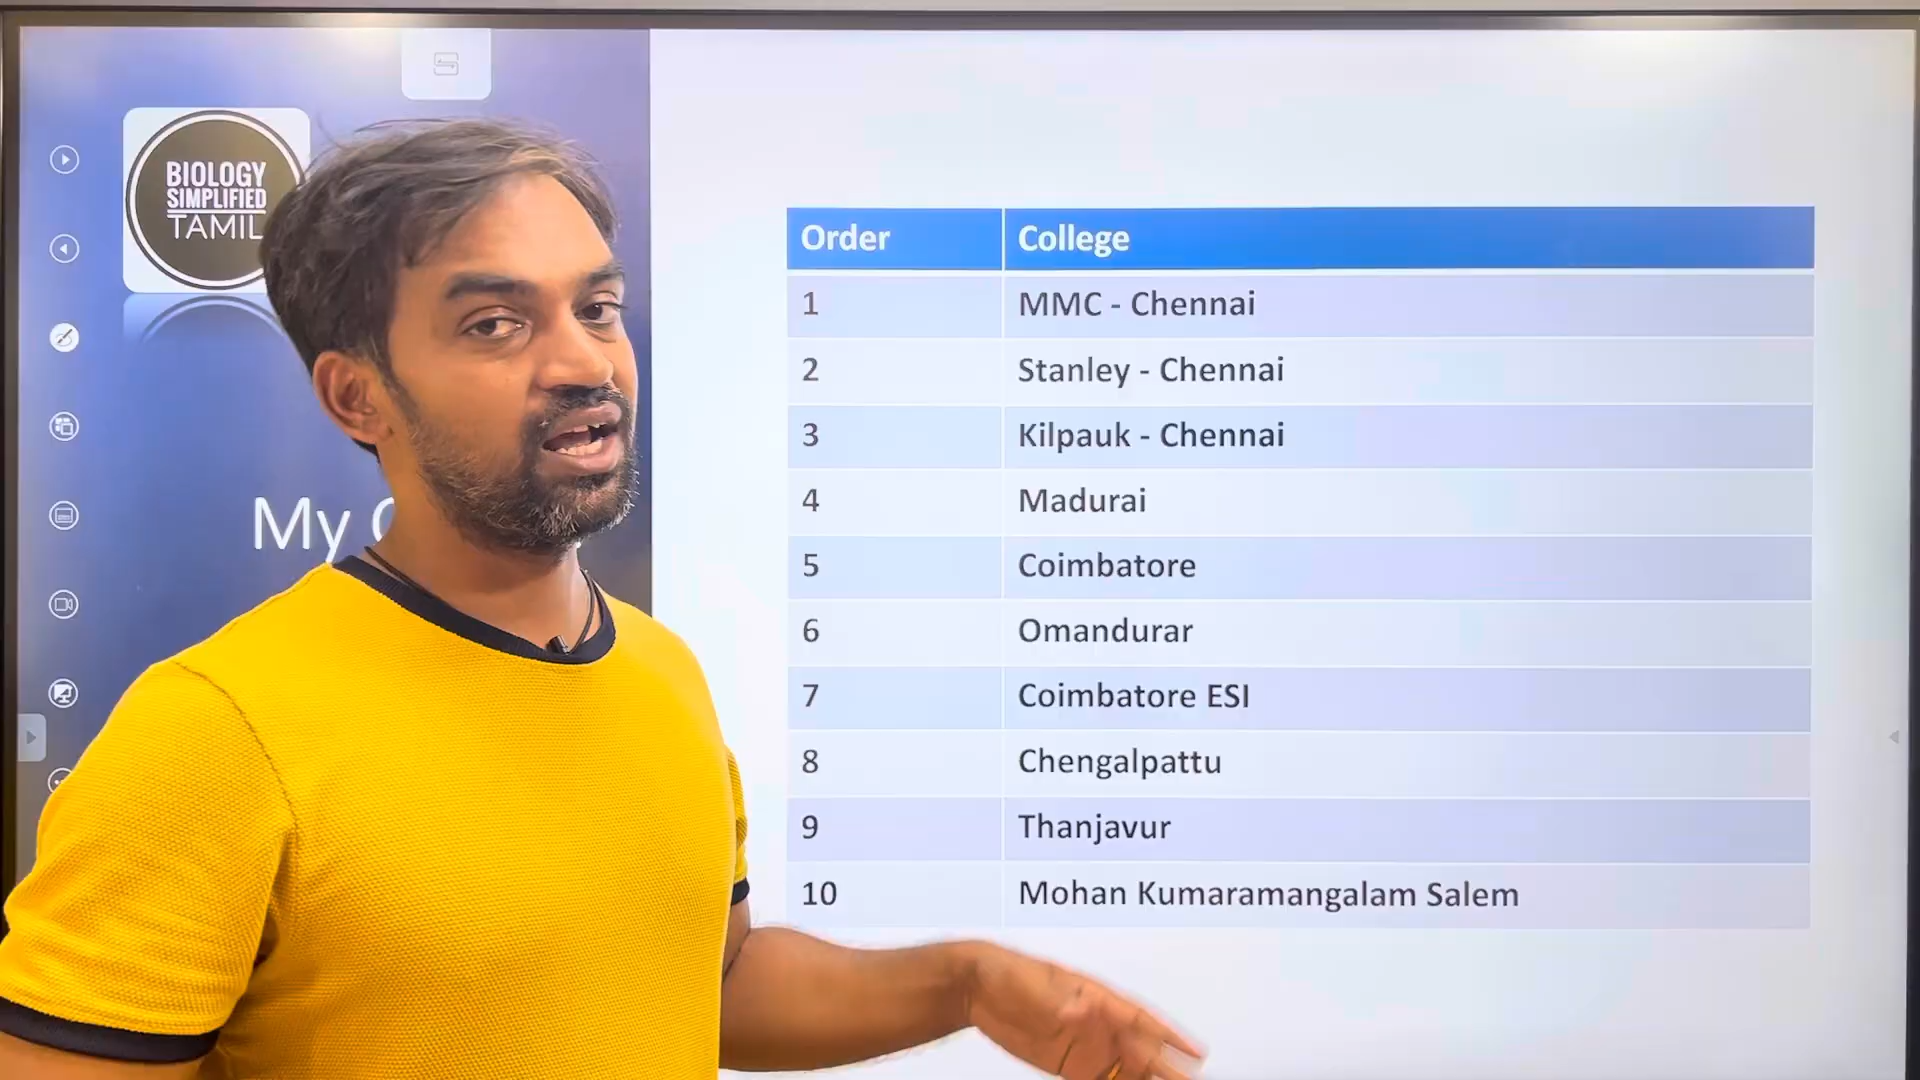 BIOLOGY
SIMPLIFIED
TAMIL
My
Order College
1 MMC - Chennai
2 Stanley - Chennai
3 Kilpauk - Chennai
4 Madurai
5 Coimbatore
6 Omandurar
7 Coimbatore ESI
8 Chengalpattu
9 Thanjavur
10 Mohan Kumaramangalam Salem